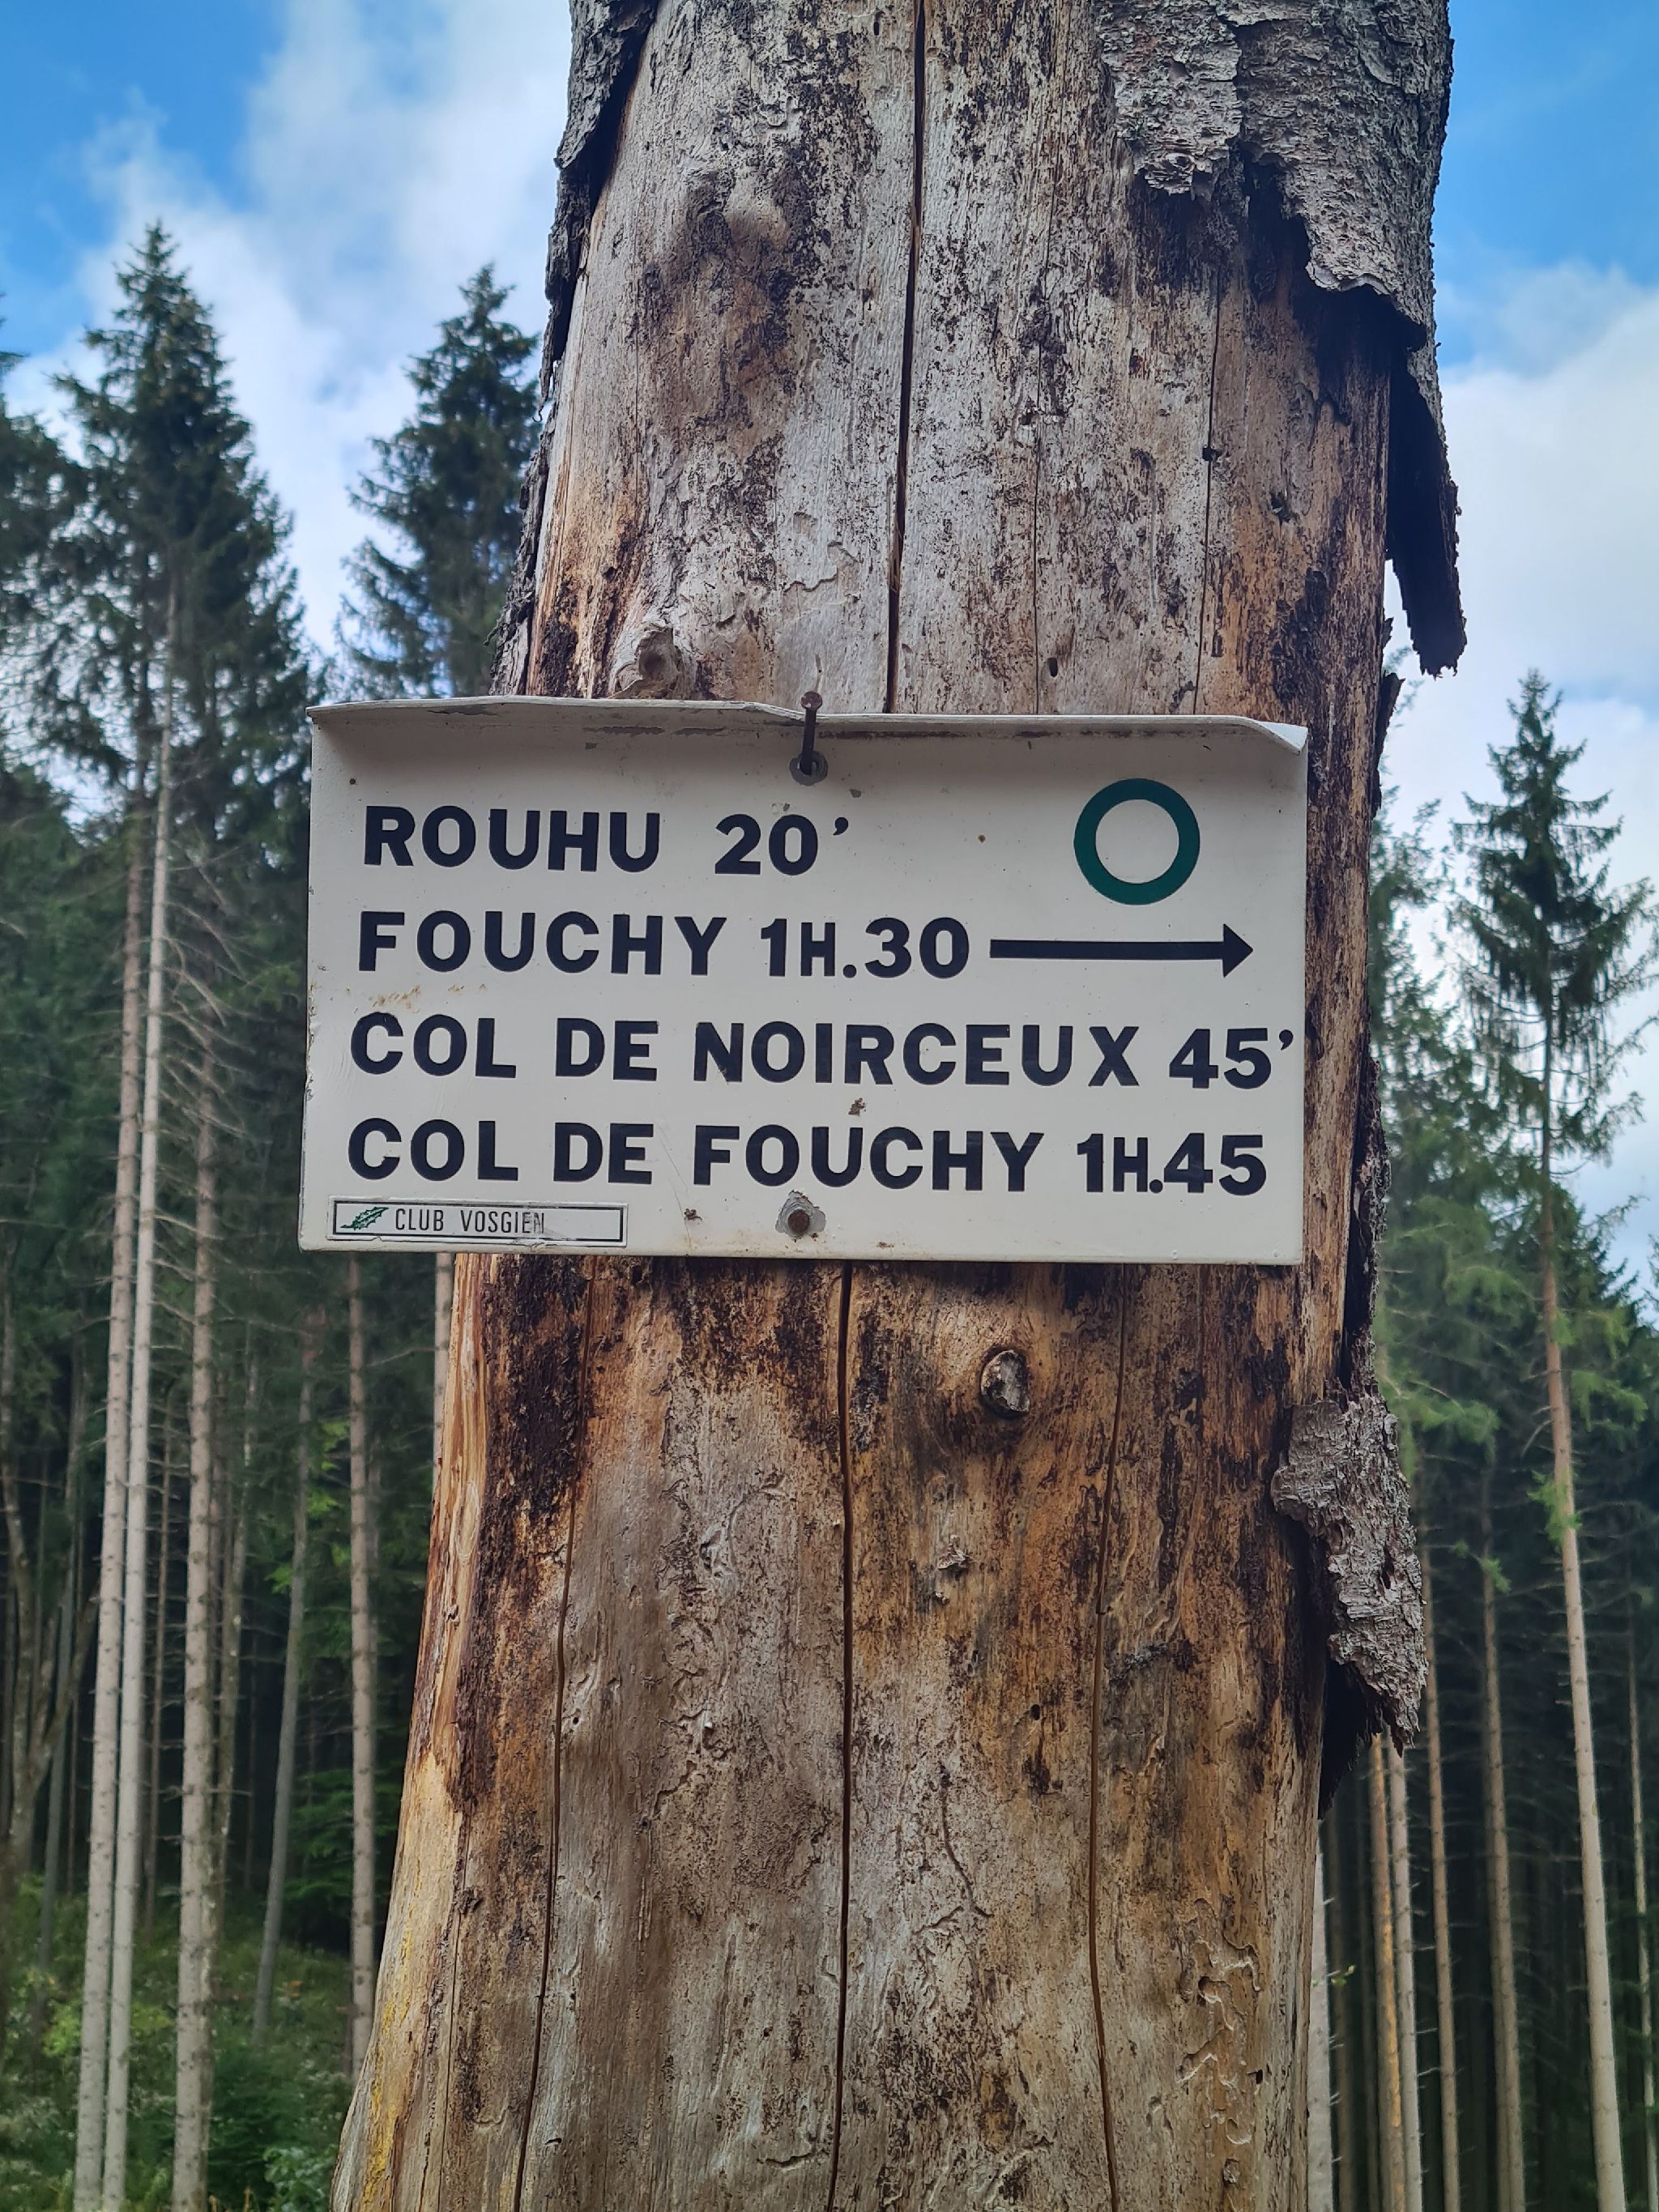 ROUHU 20’
FOUCHY 1H.30
COL DE NOIRCEUX 45’
COL DE FOUCHY 1H.45
CLUB VOSGIEN